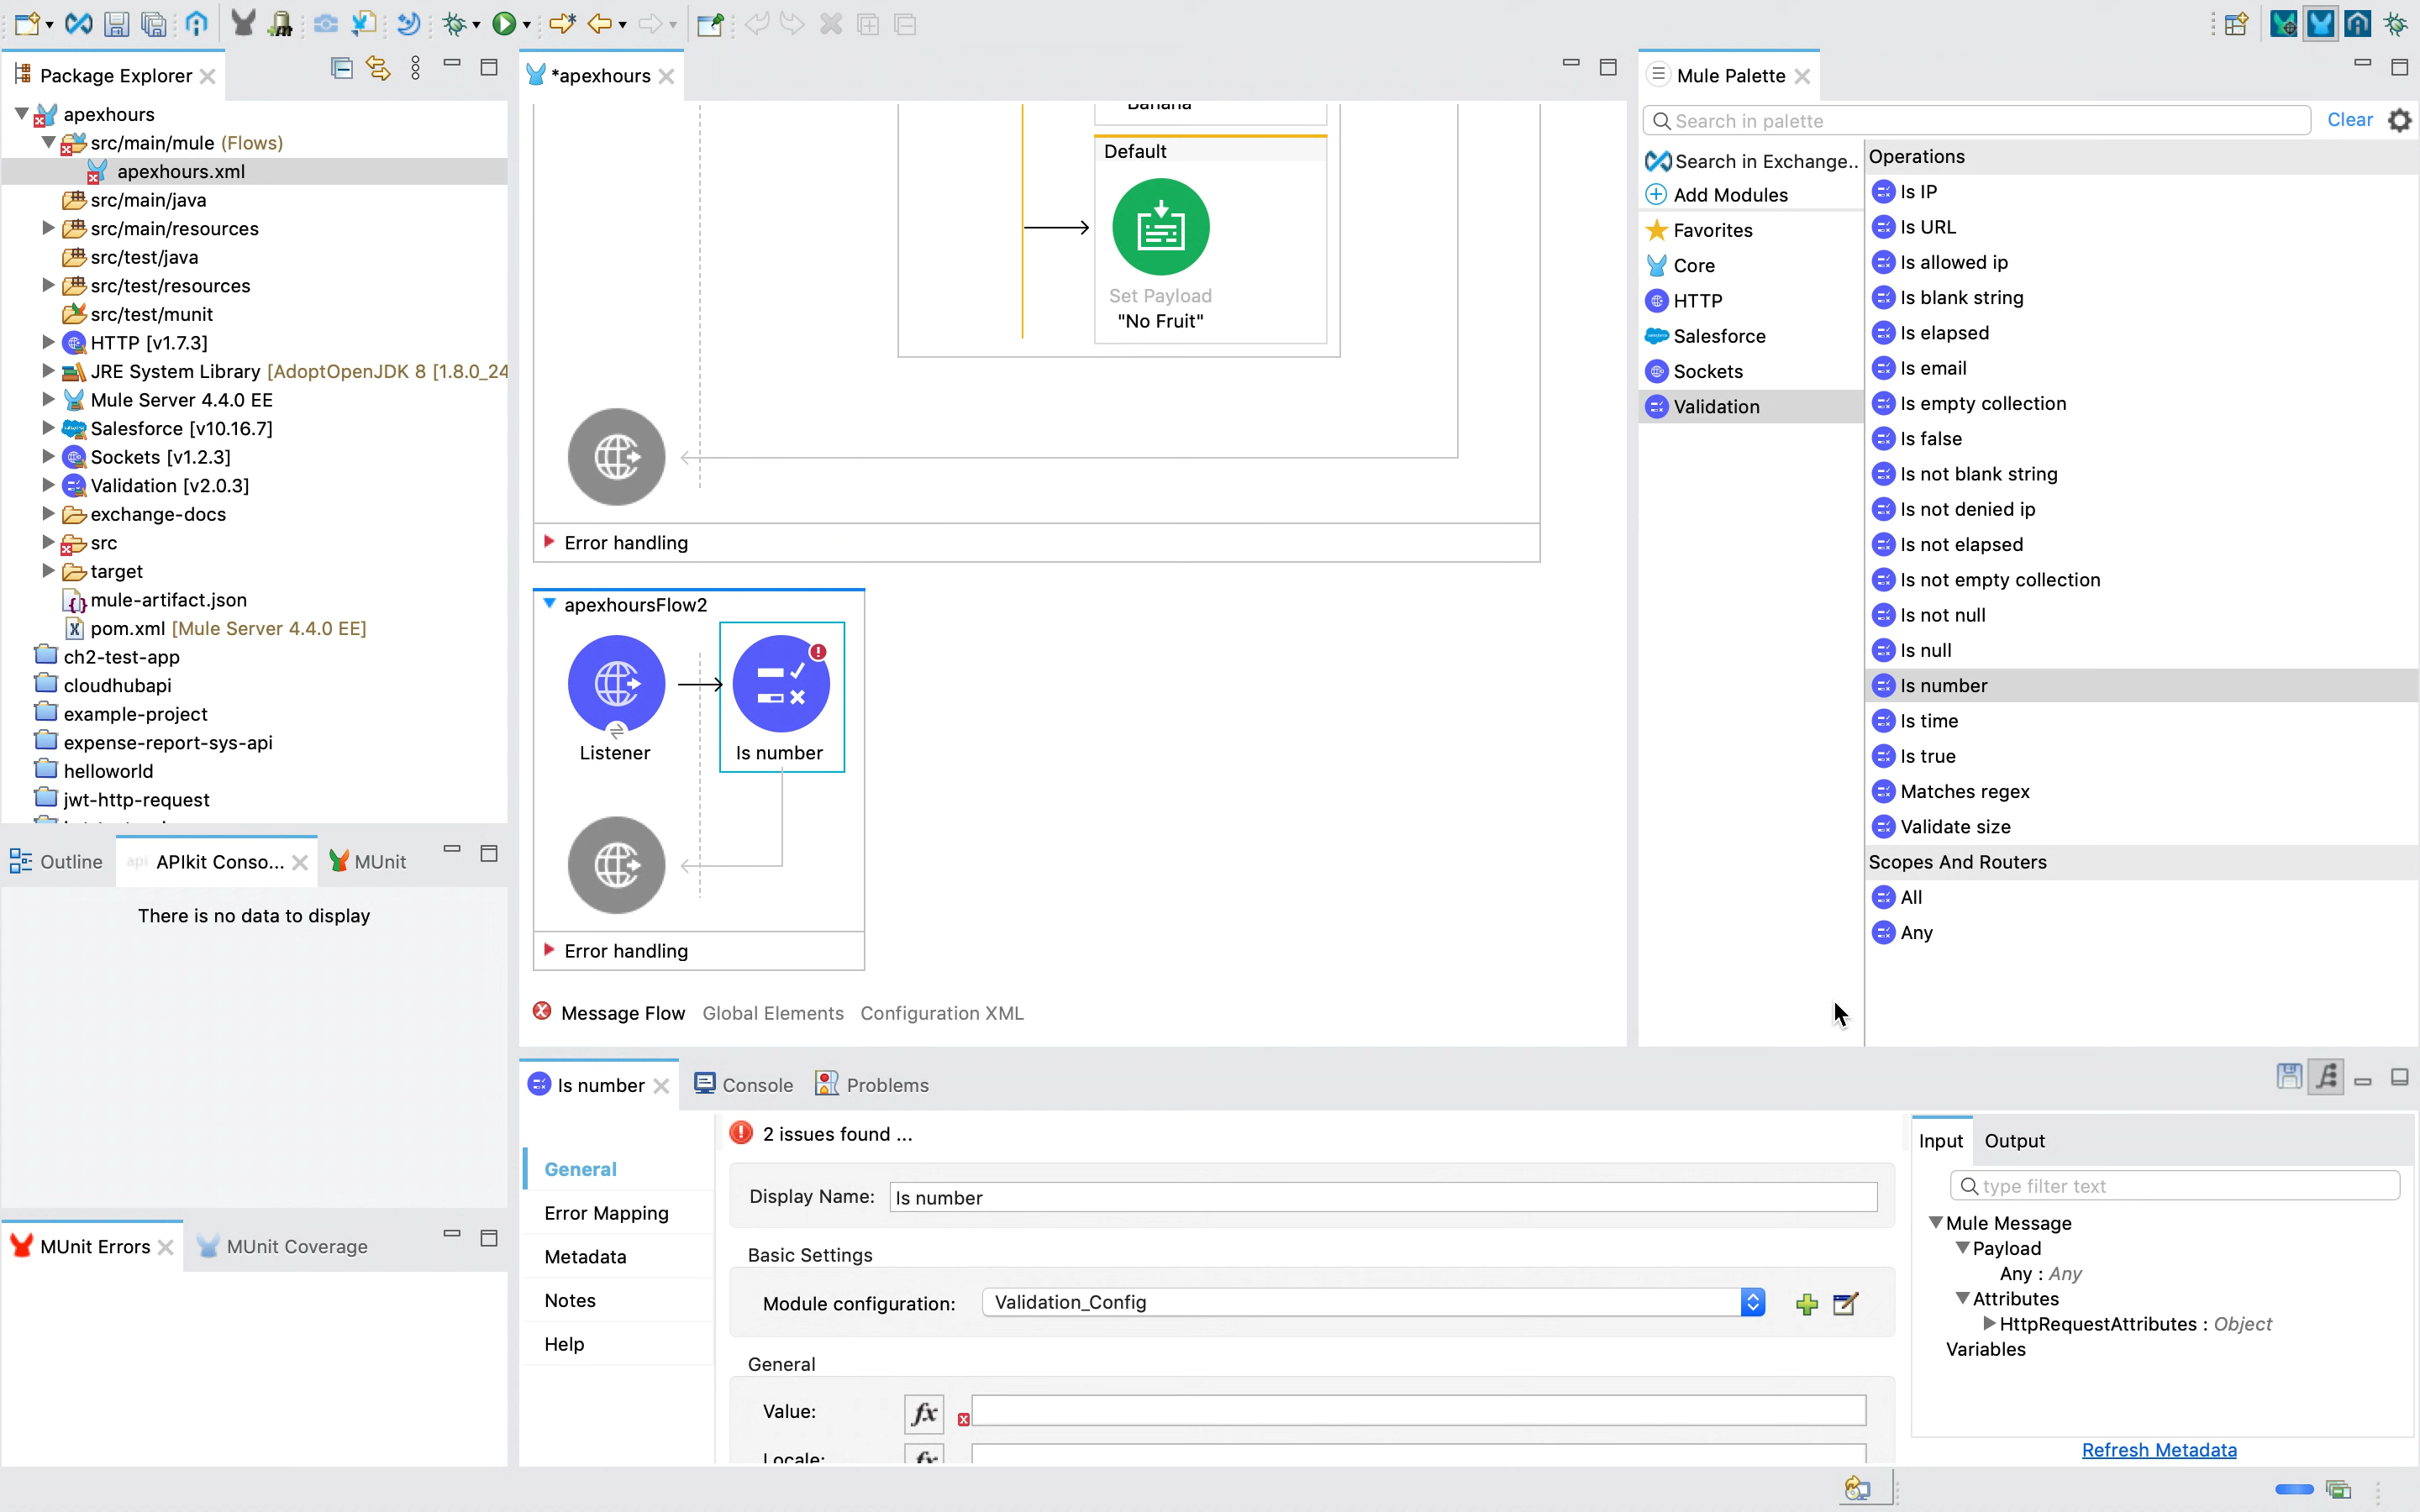 Package Explorer
apexhours
src/main/mule (Flows)
apexhours.xml
src/main/java
src/main/resources
src/test/java
src/test/resources
src/test/munit
HTTP [v1.7.3]
JRE System Library [AdoptOpenJDK 8 [1.8.0_24
Mule Server 4.4.0 EE
Salesforce [v10.16.7]
Sockets [v1.2.3]
Validation [v2.0.3]
exchange-docs
src
target
mule-artifact.json
pom.xml [Mule Server 4.4.0 EE]
ch2-test-app
cloudhubapi
example-project
expense-report-sys-api
helloworld
jwt-http-request
Outline
api APIkit Conso...
MUnit
There is no data to display
MUnit Errors
MUnit Coverage
*apexhours
Banana
Default
Set Payload
"No Fruit"
Error handling
apexhoursFlow2
Listener
Is number
Error handling
Message Flow
Global Elements
Configuration XML
Mule Palette
Search in palette
Clear
Search in Exchange..
Add Modules
Favorites
Core
HTTP
Salesforce
Sockets
Validation
Operations
Is IP
Is URL
Is allowed ip
Is blank string
Is elapsed
Is email
Is empty collection
Is false
Is not blank string
Is not denied ip
Is not elapsed
Is not empty collection
Is not null
Is null
Is number
Is time
Is true
Matches regex
Validate size
Scopes And Routers
All
Any
Is number
Console
Problems
General
Error Mapping
Metadata
Notes
Help
2 issues found ...
Display Name: Is number
Basic Settings
Module configuration: Validation_Config
General
Value: fx
Locale: fx
Input
Output
type filter text
Mule Message
Payload
Any : Any
Attributes
HttpRequestAttributes : Object
Variables
Refresh Metadata